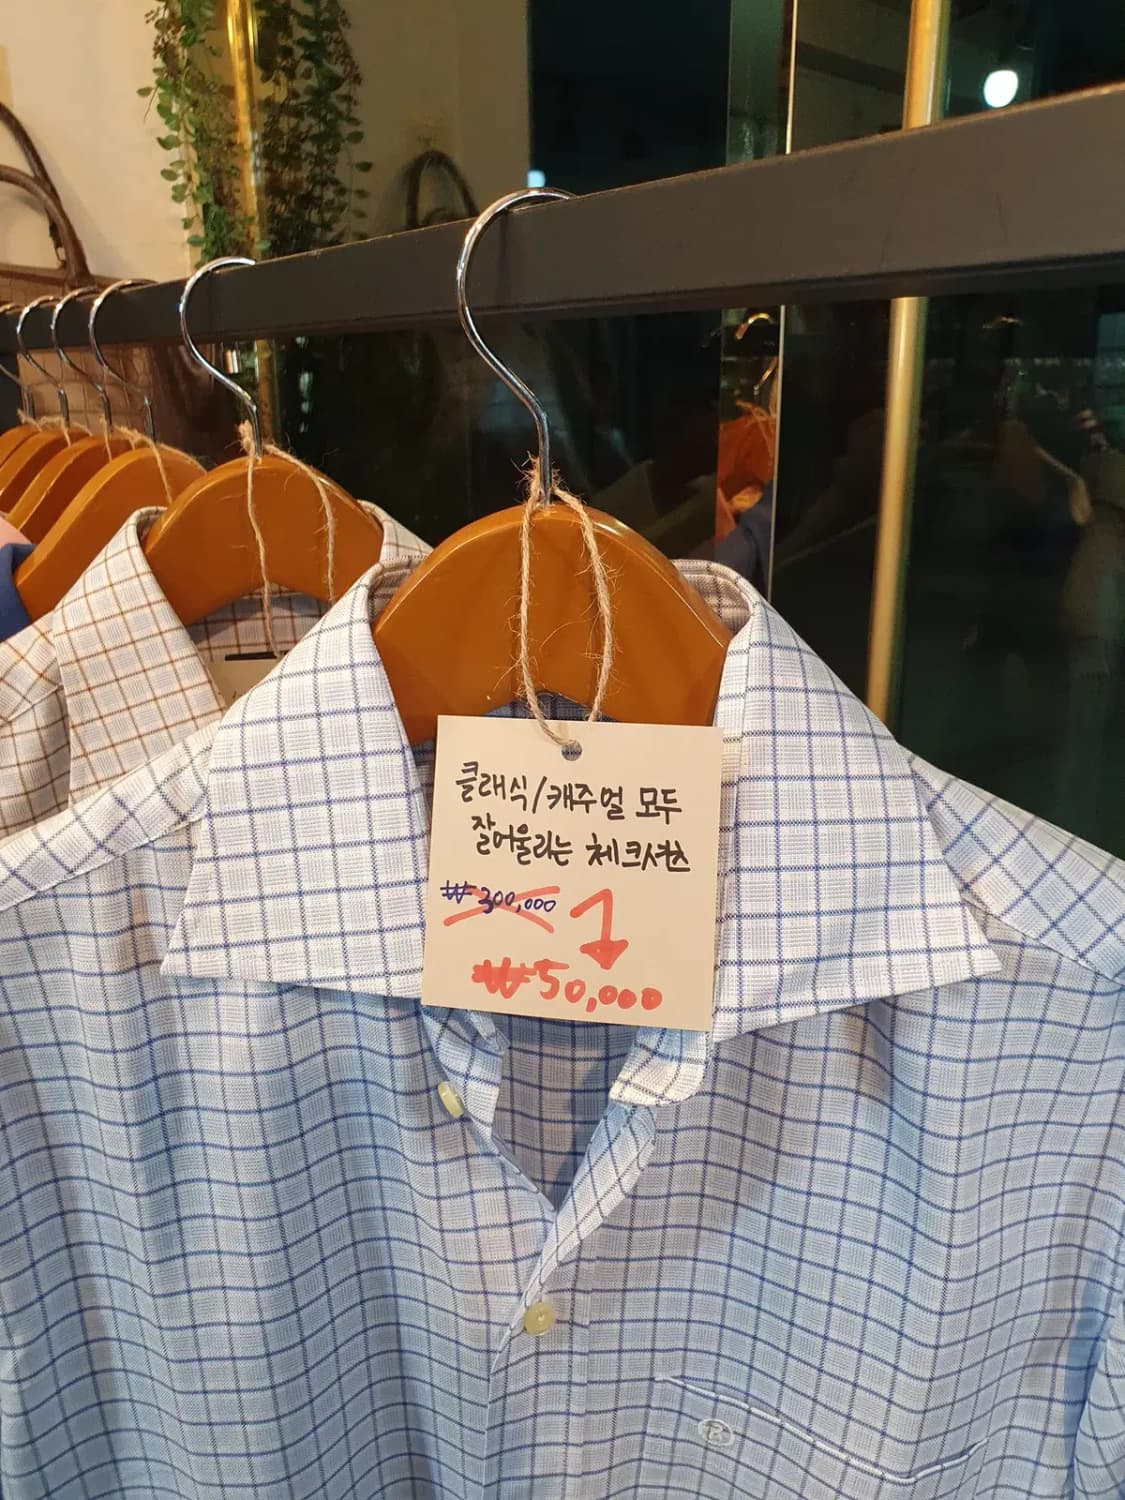 클래식/캐주얼 모두
잘어울리는 체크셔츠
₩300,000
₩50,000